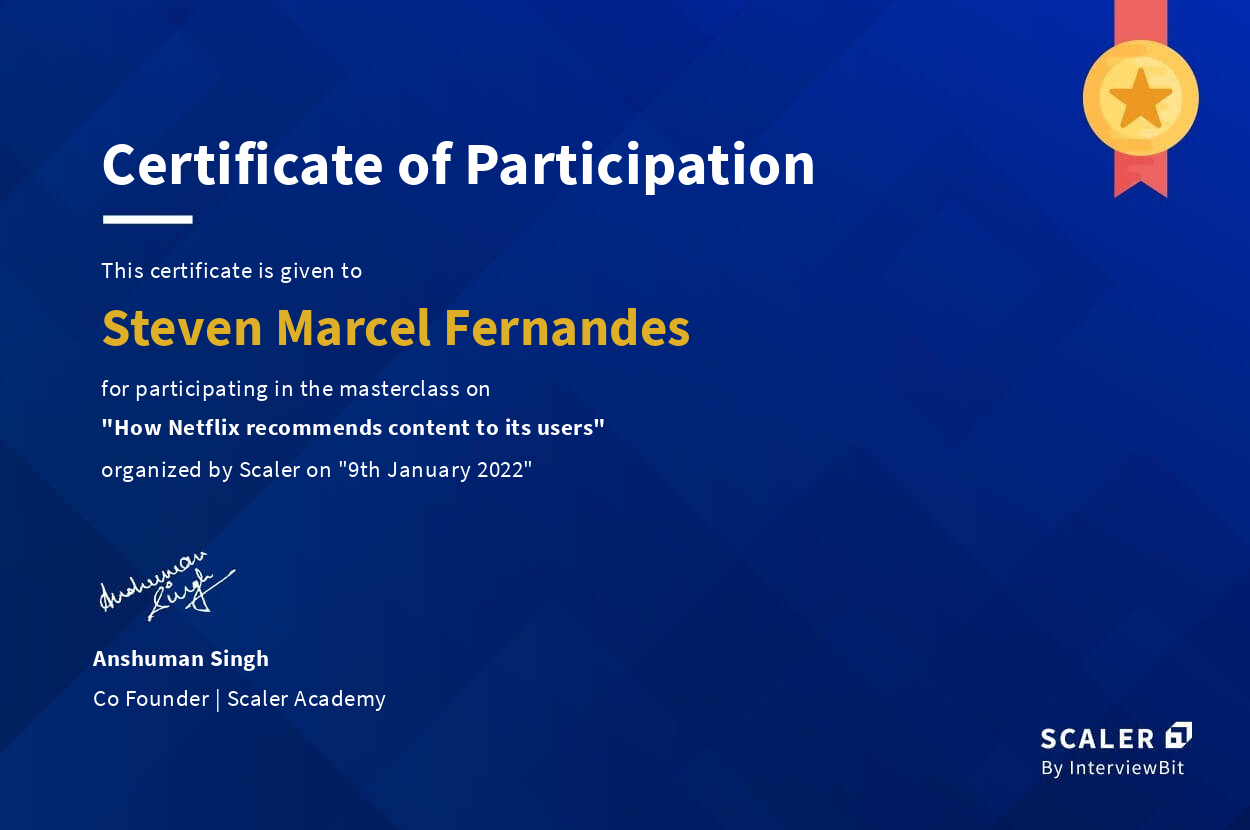 Certificate of Participation
This certificate is given to
Steven Marcel Fernandes
for participating in the masterclass on
"How Netflix recommends content to its users"
organized by Scaler on "9th January 2022"
Anshuman
Singh
Anshuman Singh
Co Founder | Scaler Academy
SCALER
By InterviewBit